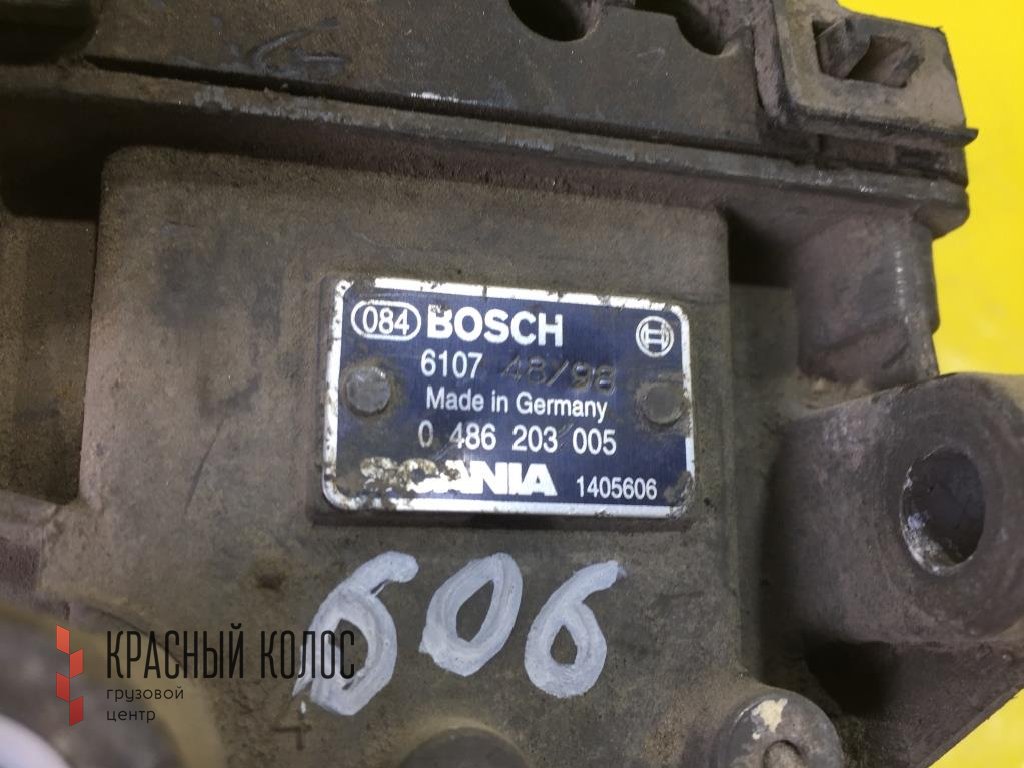 084 BOSCH
6107 48/98
Made in Germany
0 486 203 005
SCANIA 1405606
606
КРАСНЫЙ КОЛОС
грузовой
центр